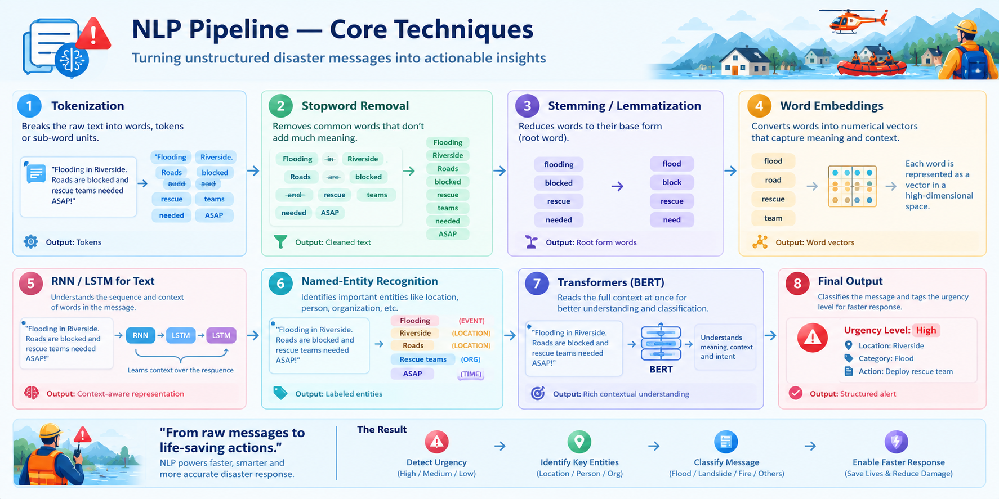 NLP Pipeline — Core Techniques
Turning unstructured disaster messages into actionable insights
1 Tokenization
Breaks the raw text into words, tokens
or sub-word units.
"Flooding in Riverside.
Roads are blocked and
rescue teams needed
ASAP!"
"Flooding Riverside.
Roads blocked
rescue teams
needed ASAP
Output: Tokens
2 Stopword Removal
Removes common words that don't
add much meaning.
Flooding in Riverside
Roads are blocked
and rescue teams
needed ASAP
Flooding
Riverside
Roads
blocked
rescue
teams
needed
ASAP
Output: Cleaned text
3 Stemming / Lemmatization
Reduces words to their base form
(root word).
flooding
blocked
rescue
needed
flood
block
rescue
need
Output: Root form words
4 Word Embeddings
Converts words into numerical vectors
that capture meaning and context.
flood
road
rescue
team
Each word is
represented as a
vector in a
high-dimensional
space.
Output: Word vectors
5 RNN / LSTM for Text
Understands the sequence and context
of words in the message.
"Flooding in Riverside.
Roads are blocked and
rescue teams needed
ASAP!"
RNN LSTM LSTM
Learns context over the respuence
Output: Context-aware representation
6 Named-Entity Recognition
Identifies important entities like location,
person, organization, etc.
"Flooding in Riverside.
Roads are blocked and
rescue teams needed
ASAP!"
Flooding (EVENT)
Riverside (LOCATION)
Roads (LOCATION)
Rescue teams (ORG)
ASAP (TIME)
Output: Labeled entities
7 Transformers (BERT)
Reads the full context at once for
better understanding and classification.
"Flooding in Riverside.
Roads are blocked and
rescue teams needed
ASAP!"
BERT
Understands
meaning, context
and intent
Output: Rich contextual understanding
8 Final Output
Classifies the message and tags the urgency
level for faster response.
Urgency Level: High
Location: Riverside
Category: Flood
Action: Deploy rescue team
Output: Structured alert
"From raw messages to
life-saving actions."
NLP powers faster, smarter and
more accurate disaster response.
The Result
Detect Urgency
(High / Medium / Low)
Identify Key Entities
(Location / Person / Org)
Classify Message
(Flood / Landslide / Fire / Others)
Enable Faster Response
(Save Lives & Reduce Damage)